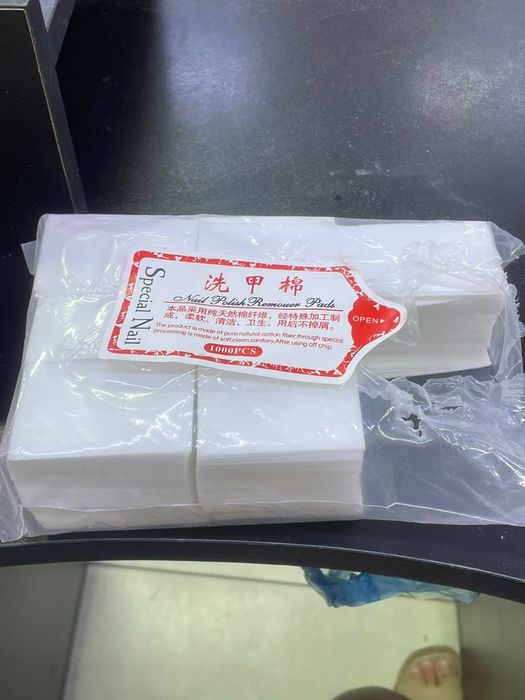 Special Nail
洗甲棉
Nail Polish Remouer Pads
本品采用纯天然棉纤维，经特殊加工制
成，柔软、清洁、卫生、用后不掉屑。
The product is made of pure natural cotton fiber,through special
processing is made of soft,clean,sanitary.After using off chip.
1000PCS
OPEN